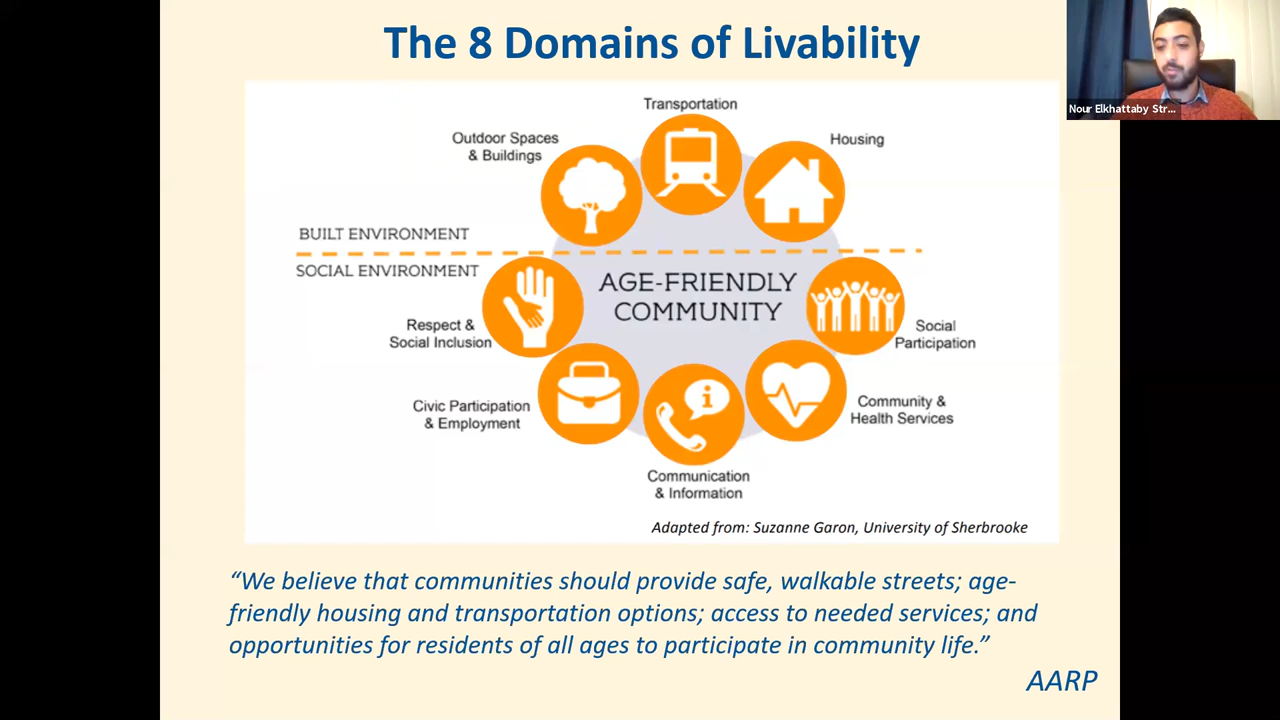 The 8 Domains of Livability
Nour Elkhattaby Str...
Transportation
Outdoor Spaces
& Buildings
Housing
BUILT ENVIRONMENT
SOCIAL ENVIRONMENT
AGE-FRIENDLY
COMMUNITY
Respect &
Social Inclusion
Social
Participation
Civic Participation
& Employment
Community &
Health Services
i
Communication
& Information
Adapted from: Suzanne Garon, University of Sherbrooke
“We believe that communities should provide safe, walkable streets; age-
friendly housing and transportation options; access to needed services; and
opportunities for residents of all ages to participate in community life.”
AARP